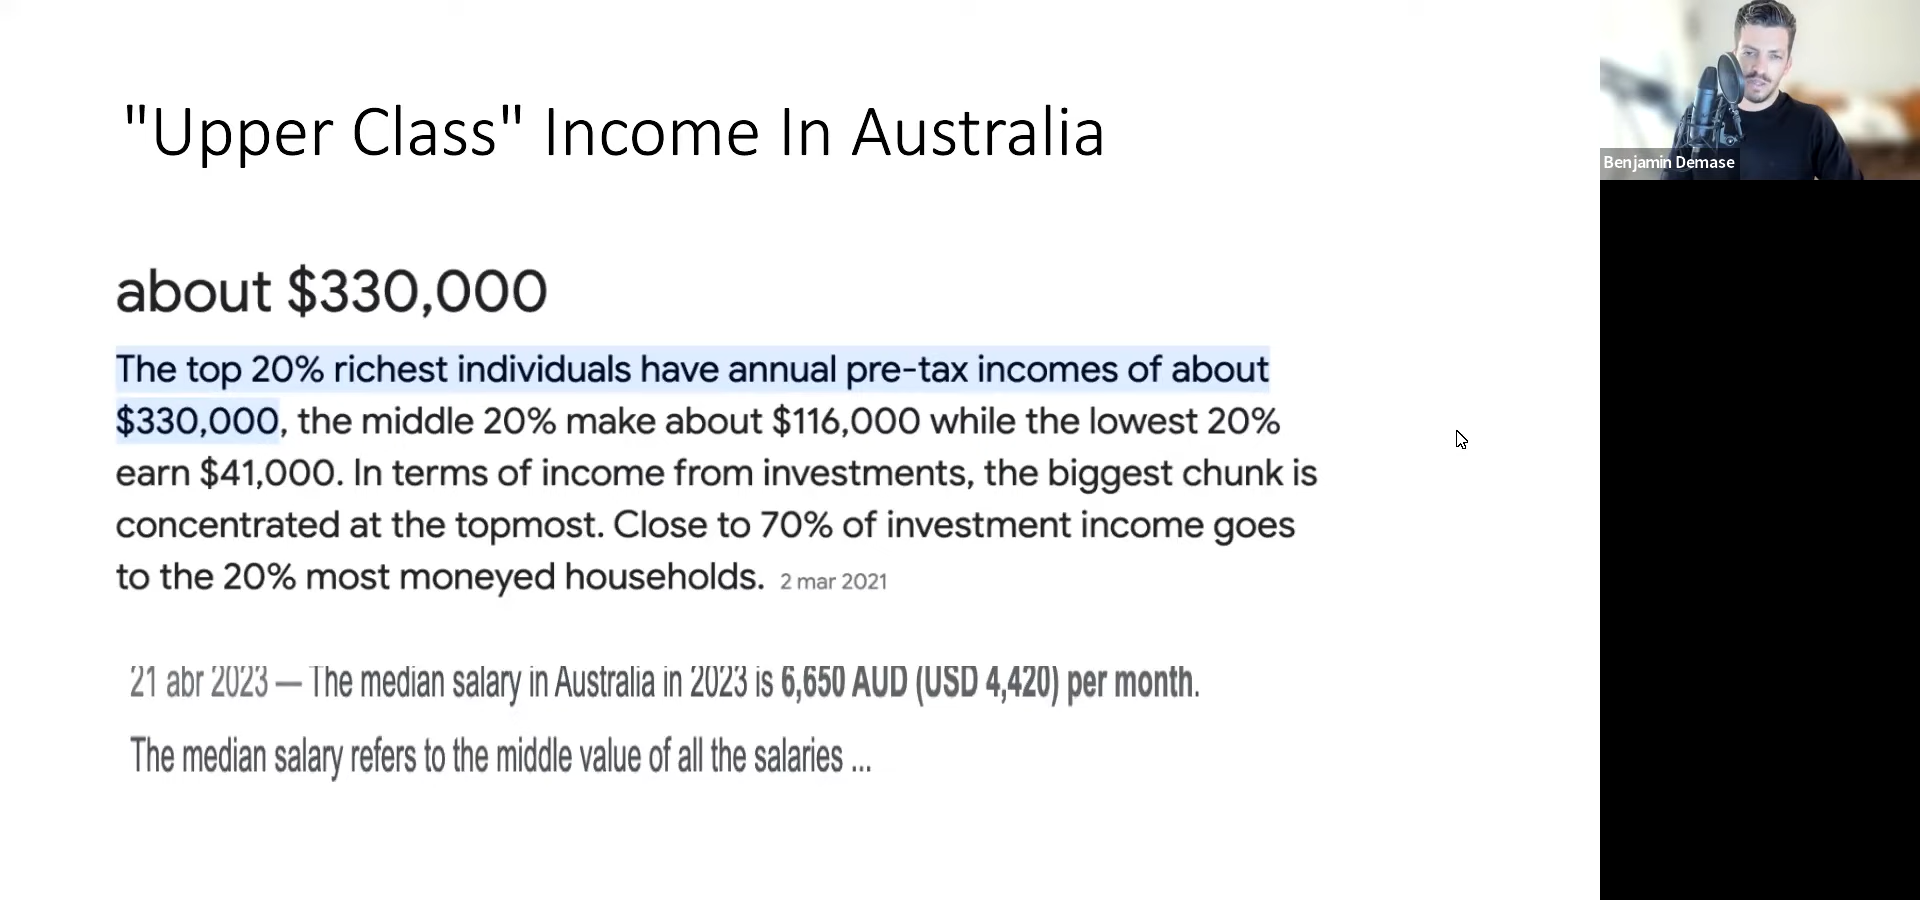 "Upper Class" Income In Australia
about $330,000
The top 20% richest individuals have annual pre-tax incomes of about
$330,000, the middle 20% make about $116,000 while the lowest 20%
earn $41,000. In terms of income from investments, the biggest chunk is
concentrated at the topmost. Close to 70% of investment income goes
to the 20% most moneyed households. 2 mar 2021
21 abr 2023 — The median salary in Australia in 2023 is 6,650 AUD (USD 4,420) per month.
The median salary refers to the middle value of all the salaries ...
Benjamin Demase